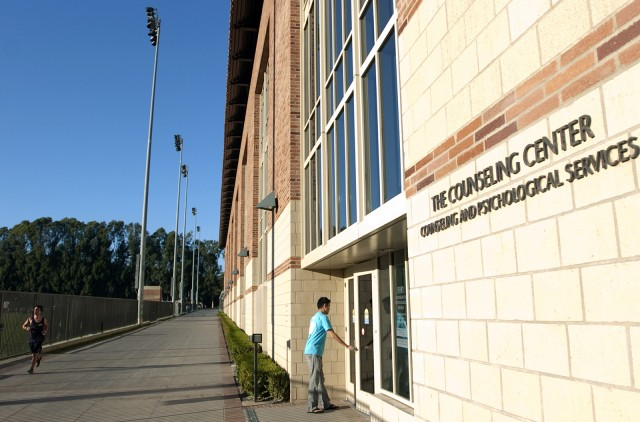 THE COUNSELING CENTER
COUNSELING AND PSYCHOLOGICAL SERVICES